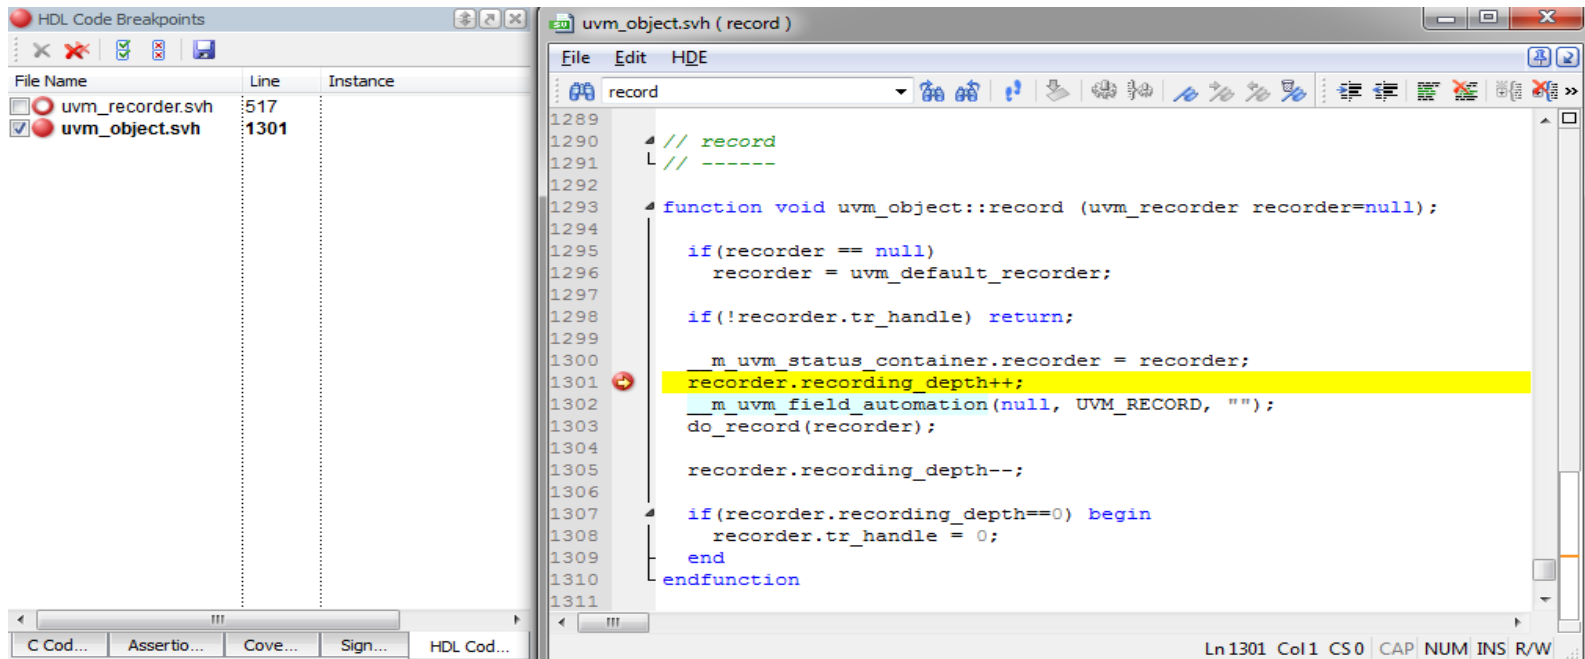 HDL Code Breakpoints
File Name Line Instance
uvm_recorder.svh 517
uvm_object.svh 1301
C Cod... Assertio... Cove... Sign... HDL Cod...
uvm_object.svh ( record )
File Edit HDE
record
1289
1290 // record
1291 // ------
1292
1293 function void uvm_object::record (uvm_recorder recorder=null);
1294
1295 if(recorder == null)
1296 recorder = uvm_default_recorder;
1297
1298 if(!recorder.tr_handle) return;
1299
1300 __m_uvm_status_container.recorder = recorder;
1301 recorder.recording_depth++;
1302 __m_uvm_field_automation(null, UVM_RECORD, "");
1303 do_record(recorder);
1304
1305 recorder.recording_depth--;
1306
1307 if(recorder.recording_depth==0) begin
1308 recorder.tr_handle = 0;
1309 end
1310 endfunction
1311
Ln 1301 Col 1 CS 0 CAP NUM INS R/W